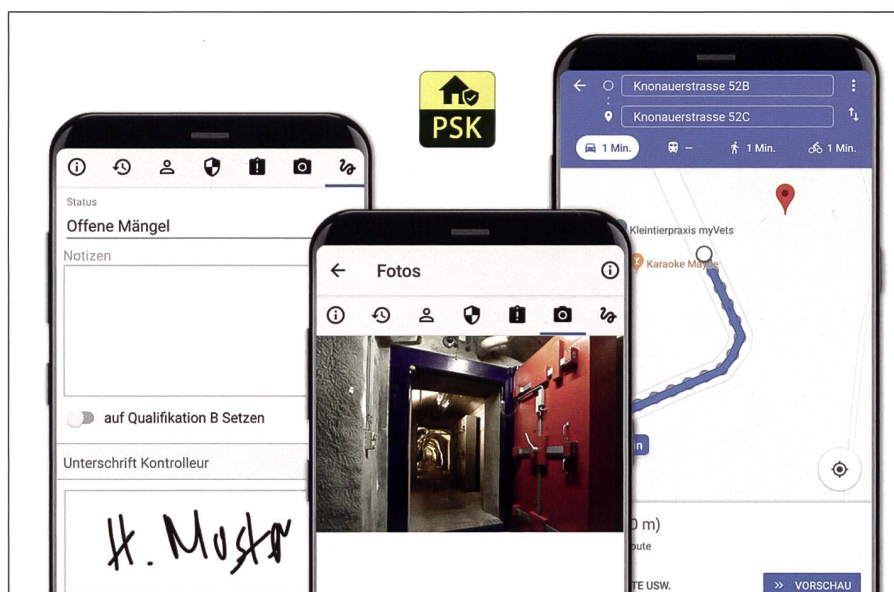 PSK
Status
Offene Mängel
Notizen
auf Qualifikation B Setzen
Unterschrift Kontrolleur
H. Muster
Fotos
Knonauerstrasse 52B
Knonauerstrasse 52C
1 Min.
1 Min.
1 Min.
Kleintierpraxis myVets
Karaoke
in
0 m)
oute
TE USW.
VORSCHAU